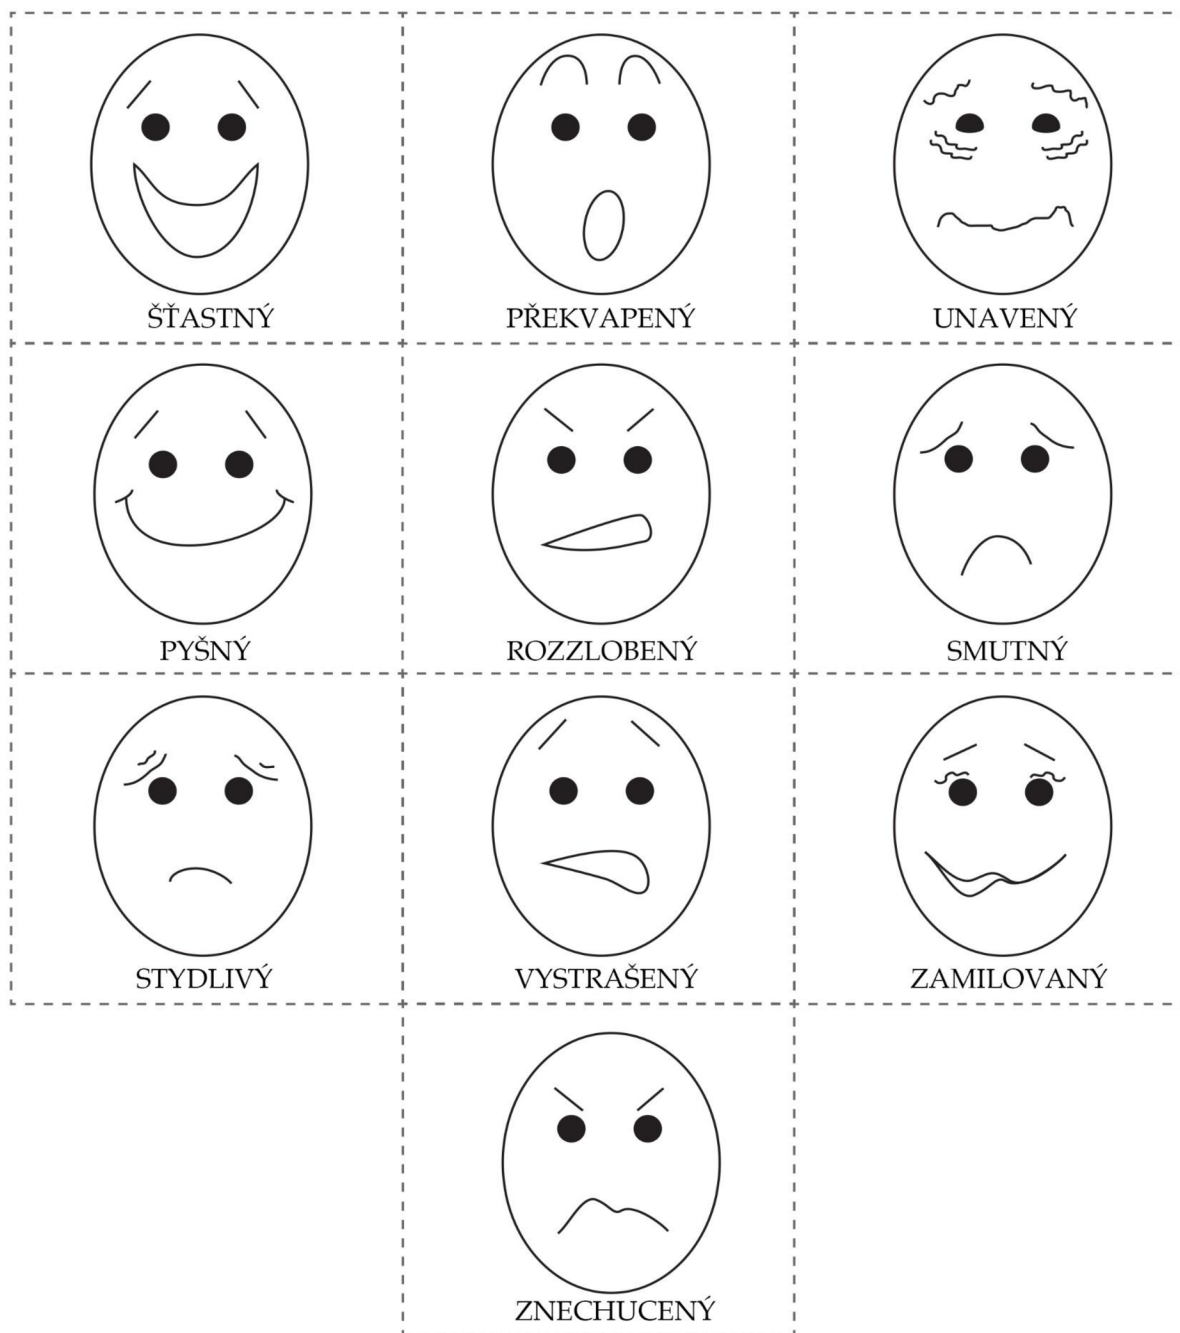 ŠŤASTNÝ
PŘEKVAPENÝ
UNAVENÝ
PYŠNÝ
ROZZLOBENÝ
SMUTNÝ
STYDLIVÝ
VYSTRAŠENÝ
ZAMILOVANÝ
ZNECHUCENÝ